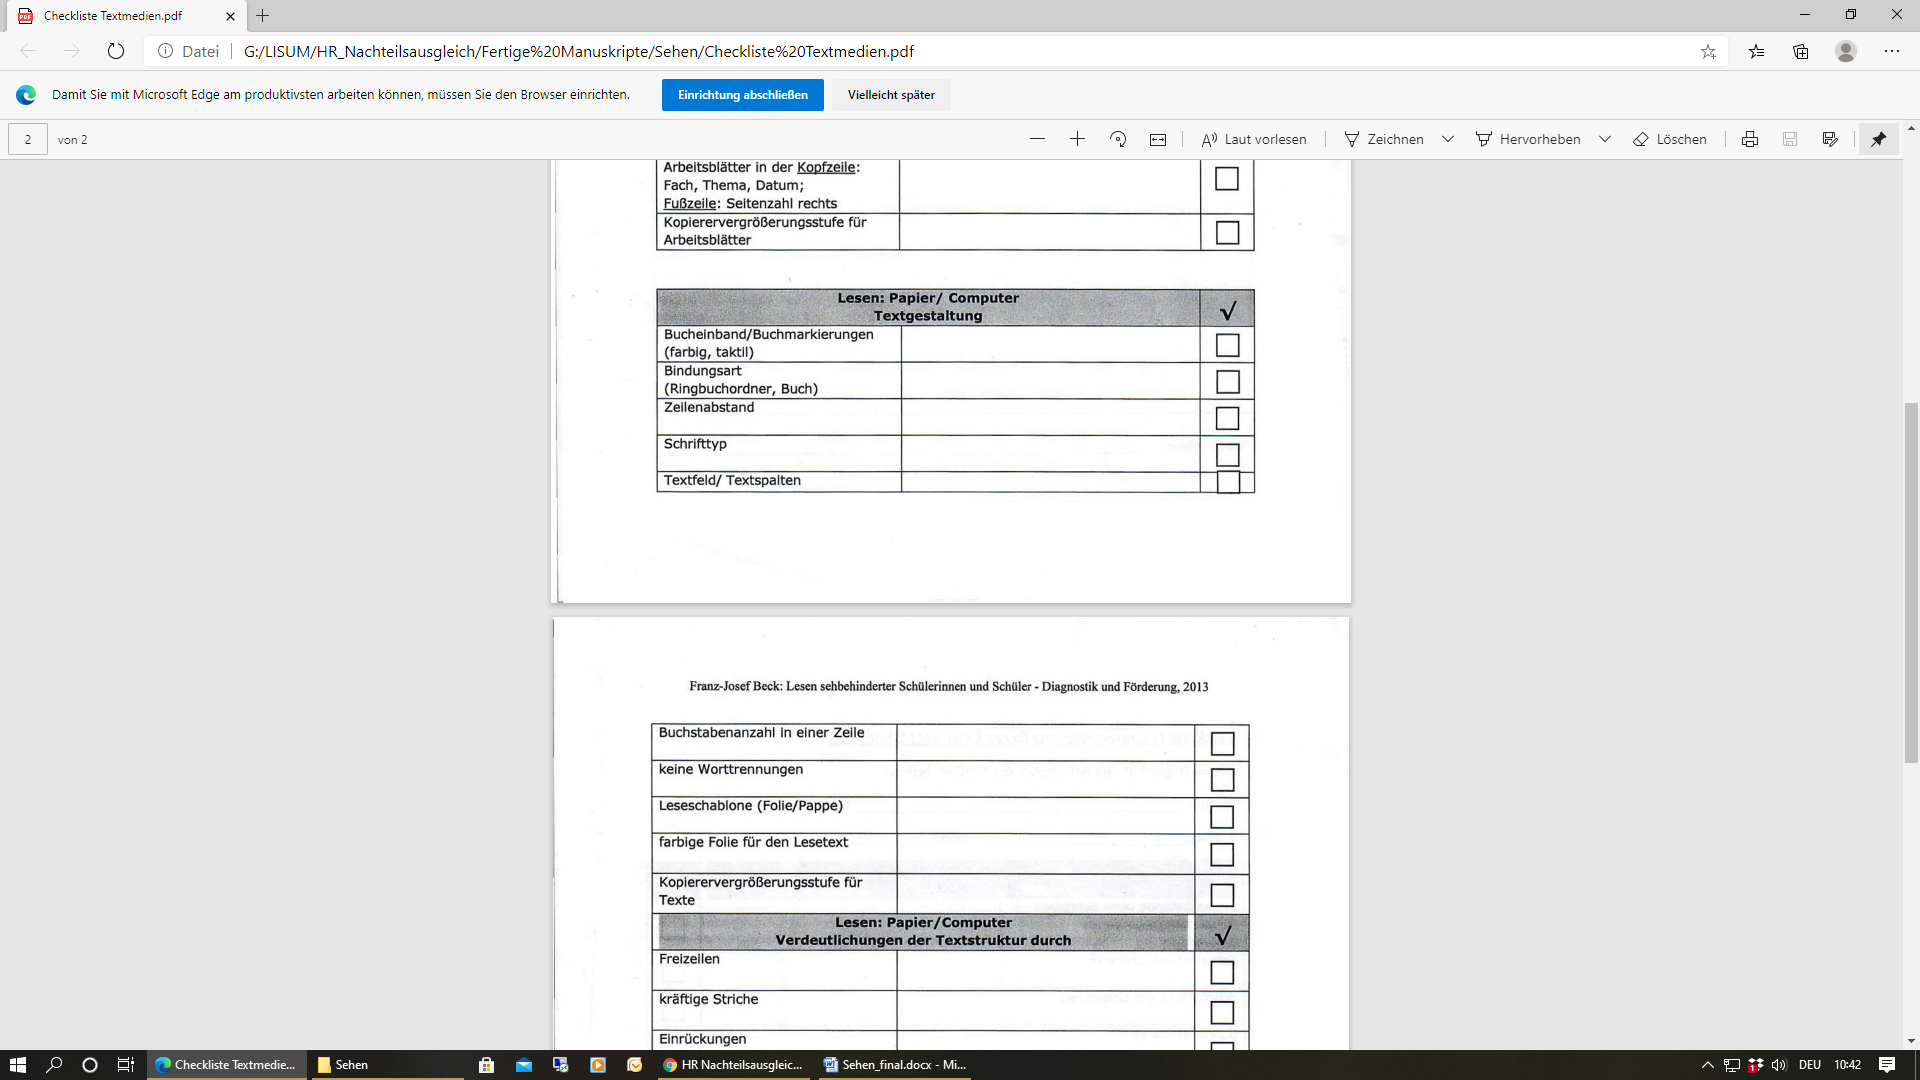 Checkliste Textmedien.pdf
Datei
G:/LISUM/HR_Nachteilsausgleich/Fertige%20Manuskripte/Sehen/Checkliste%20Textmedien.pdf
Damit Sie mit Microsoft Edge am produktivsten arbeiten können, müssen Sie den Browser einrichten.
Einrichtung abschließen
Vielleicht später
2 von 2
Laut vorlesen
Zeichnen
Hervorheben
Löschen
Arbeitsblätter in der Kopfzeile:
Fach, Thema, Datum;
Fußzeile: Seitenzahl rechts
Kopierervergrößerungsstufe für
Arbeitsblätter
Lesen: Papier/ Computer
Textgestaltung
√
Bucheinband/Buchmarkierungen
(farbig, taktil)
Bindungsart
(Ringbuchordner, Buch)
Zeilenabstand
Schrifttyp
Textfeld/ Textspalten
Franz-Josef Beck: Lesen sehbehinderter Schülerinnen und Schüler - Diagnostik und Förderung, 2013
Buchstabenanzahl in einer Zeile
keine Worttrennungen
Leseschablone (Folie/Pappe)
farbige Folie für den Lesetext
Kopierervergrößerungsstufe für
Texte
Lesen: Papier/Computer
Verdeutlichungen der Textstruktur durch
√
Freizeilen
kräftige Striche
Einrückungen
Checkliste Textmedie...
Sehen
HR Nachteilsausgleic...
Sehen_final.docx - Mi...
DEU
10:42